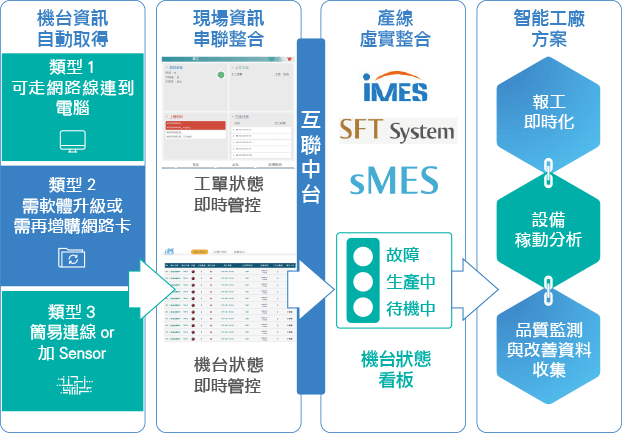 機台資訊
自動取得
類型 1
可走網路線連到
電腦
類型 2
需軟體升級或
需再增購網路卡
類型 3
簡易連線 or
加 Sensor
現場資訊
串聯整合
工單狀態
即時管控
機台狀態
即時管控
互聯中台
產線
虛實整合
iMES
SFT System
sMES
故障
生產中
待機中
機台狀態
看板
智能工廠
方案
報工
即時化
設備
稼動分析
品質監測
與改善資料
收集